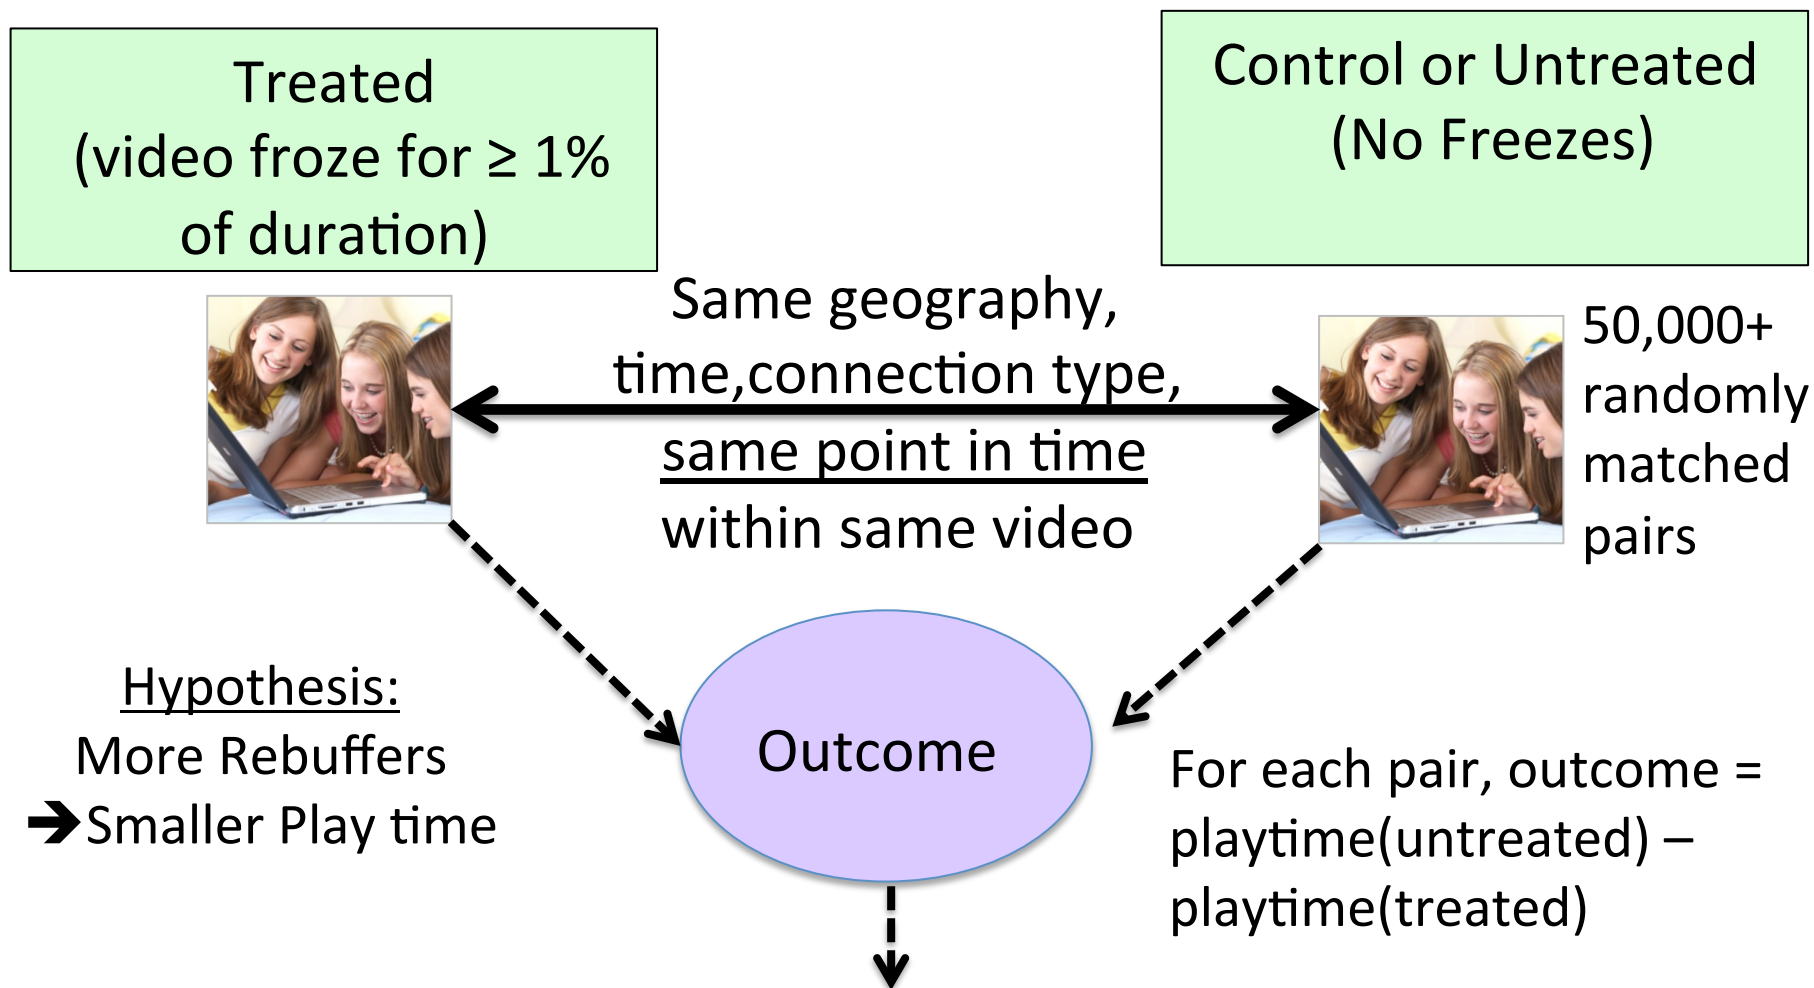 Treated
(video froze for ≥ 1%
of duration)
Control or Untreated
(No Freezes)
Same geography,
time,connection type,
same point in time
within same video
50,000+
randomly
matched
pairs
Hypothesis:
More Rebuffers
➔Smaller Play time
Outcome
For each pair, outcome =
playtime(untreated) –
playtime(treated)